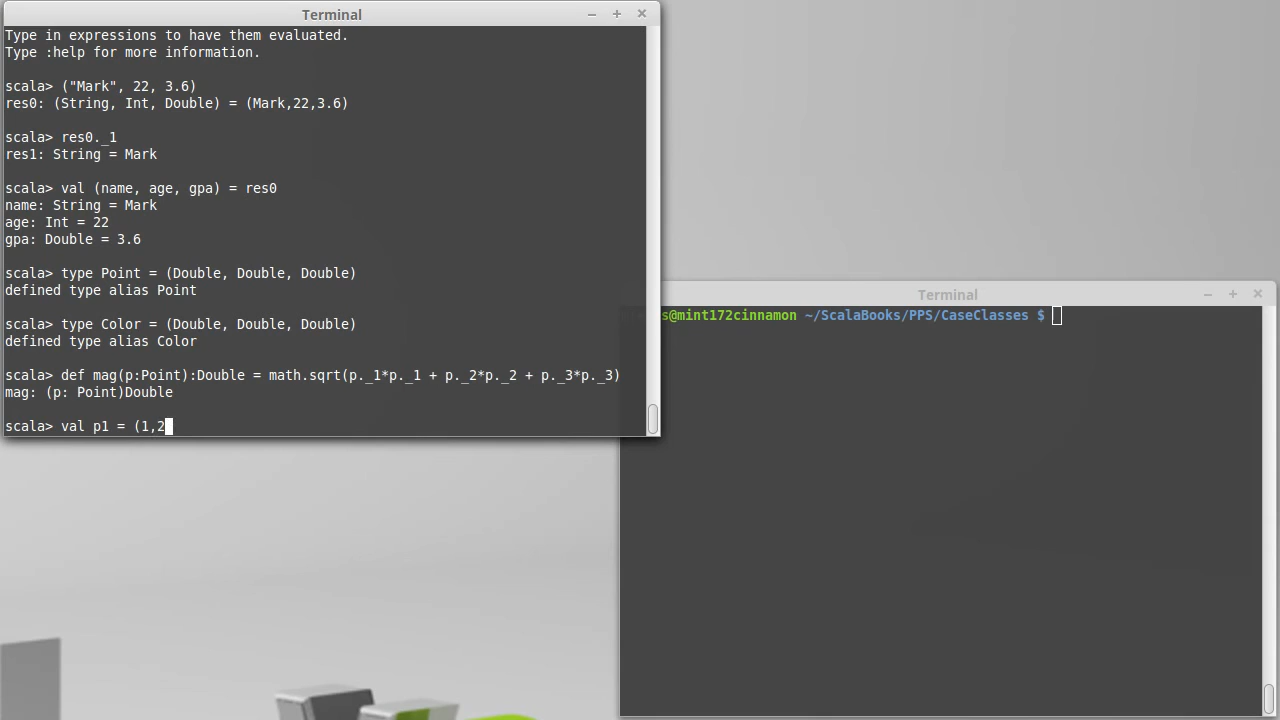 Terminal
Type in expressions to have them evaluated.
Type :help for more information.
scala> ("Mark", 22, 3.6)
res0: (String, Int, Double) = (Mark,22,3.6)
scala> res0._1
res1: String = Mark
scala> val (name, age, gpa) = res0
name: String = Mark
age: Int = 22
gpa: Double = 3.6
scala> type Point = (Double, Double, Double)
defined type alias Point
scala> type Color = (Double, Double, Double)
defined type alias Color
scala> def mag(p:Point):Double = math.sqrt(p._1*p._1 + p._2*p._2 + p._3*p._3)
mag: (p: Point)Double
scala> val p1 = (1,2
Terminal
s@mint172cinnamon ~/ScalaBooks/PPS/CaseClasses $